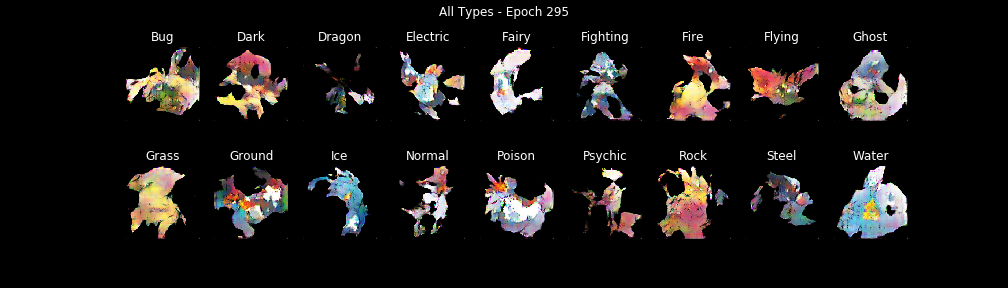 All Types - Epoch 295
Bug Dark Dragon Electric Fairy Fighting Fire Flying Ghost
Grass Ground Ice Normal Poison Psychic Rock Steel Water